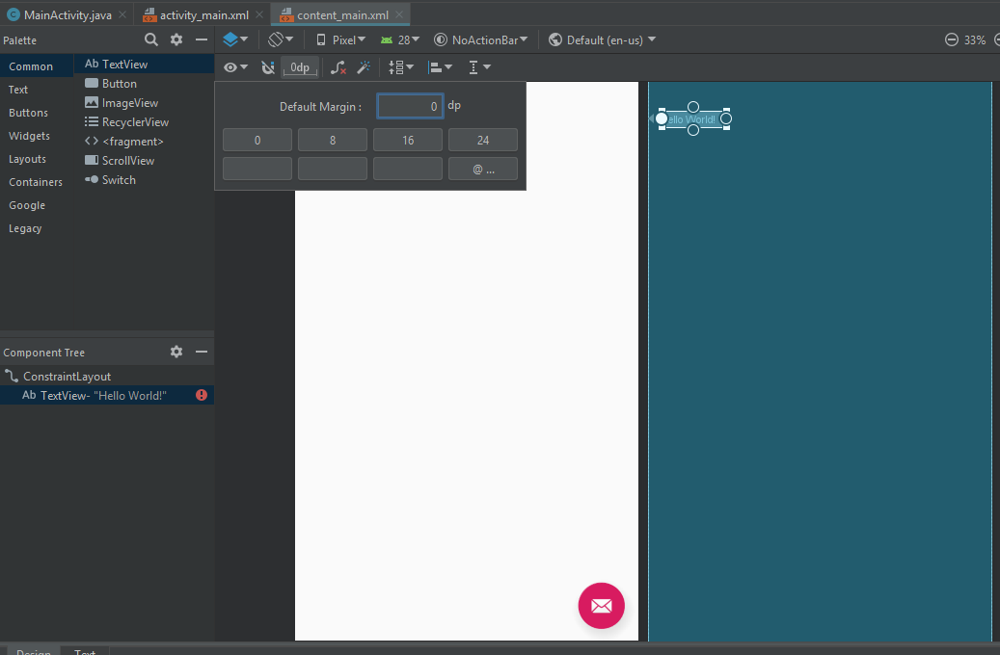 MainActivity.java activity_main.xml content_main.xml
Palette Pixel 28 NoActionBar Default (en-us) 33%
Common Ab TextView 0dp
Text Button
Buttons ImageView Default Margin : 0 dp
Widgets RecyclerView 0 8 16 24
Layouts <fragment> @ ...
Containers ScrollView
Google Switch
Legacy
ello World!
Component Tree
ConstraintLayout
Ab TextView- "Hello World!"
Design Text